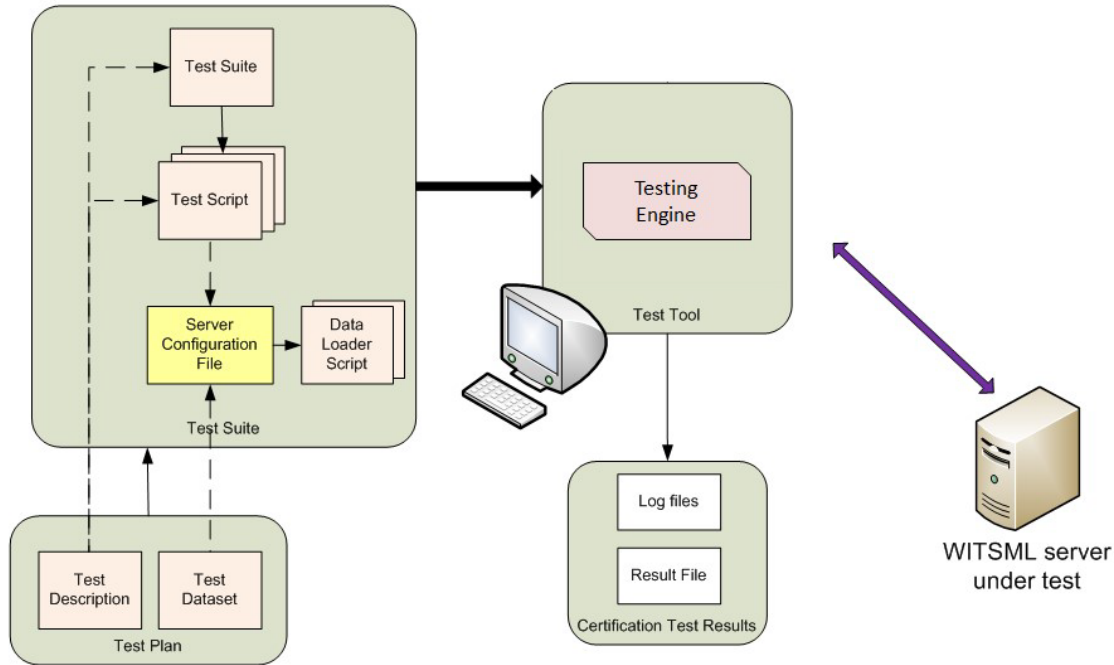 Test Suite
Test Script
Server
Configuration
File
Data
Loader
Script
Test Suite
Test
Description
Test
Dataset
Test Plan
Testing
Engine
Test Tool
Log files
Result File
Certification Test Results
WITSML server
under test